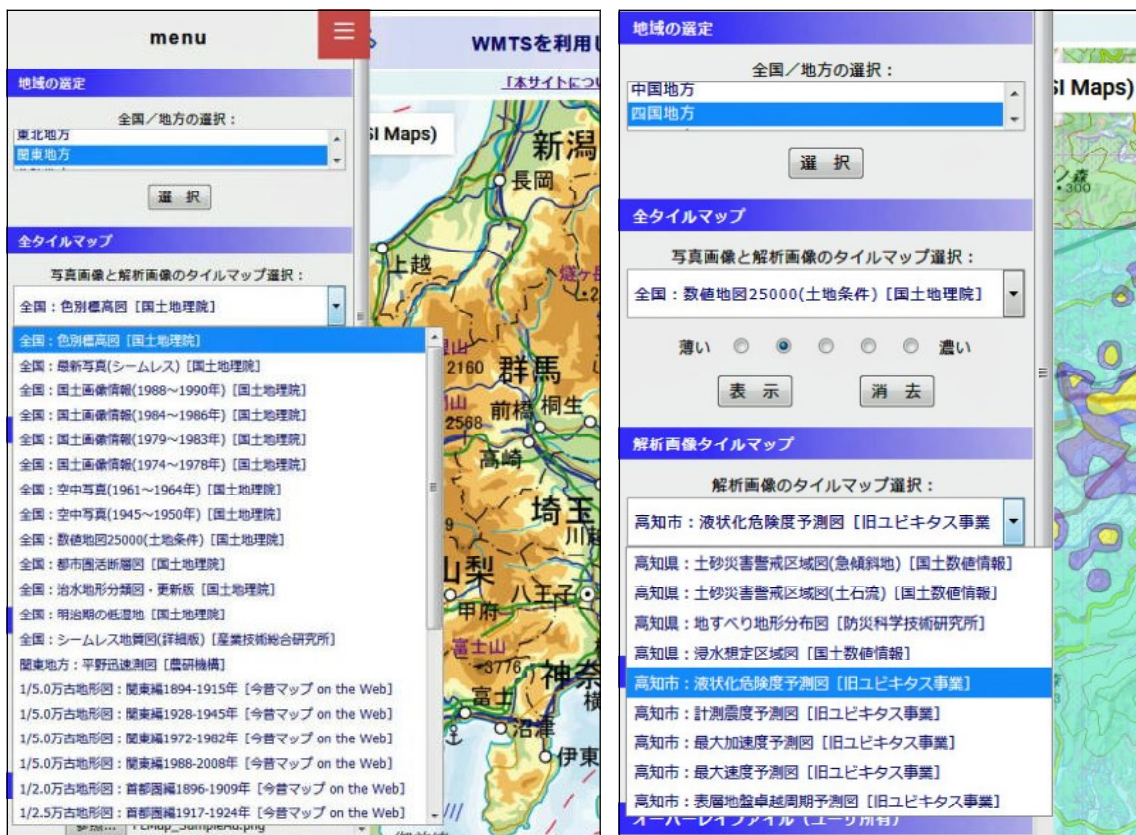 menu
WMTSを利用し
「本サイトについ
地域の選定
全国／地方の選択：
東北地方
関東地方
選 択
全タイルマップ
写真画像と解析画像のタイルマップ選択：
全国：色別標高図 [国土地理院]
全国：色別標高図 [国土地理院]
全国：最新写真(シームレス) [国土地理院]
全国：国土画像情報(1988～1990年) [国土地理院]
全国：国土画像情報(1984～1986年) [国土地理院]
全国：国土画像情報(1979～1983年) [国土地理院]
全国：国土画像情報(1974～1978年) [国土地理院]
全国：空中写真(1961～1964年) [国土地理院]
全国：空中写真(1945～1950年) [国土地理院]
全国：数値地図25000(土地条件) [国土地理院]
全国：都市圏活断層図 [国土地理院]
全国：治水地形分類図・更新版 [国土地理院]
全国：明治期の低湿地 [国土地理院]
全国：シームレス地質図(詳細版) [産業技術総合研究所]
関東地方：平野迅速測図 [農研機構]
1/5.0万古地形図：関東編1894-1915年 [今昔マップ on the Web]
1/5.0万古地形図：関東編1928-1945年 [今昔マップ on the Web]
1/5.0万古地形図：関東編1972-1982年 [今昔マップ on the Web]
1/5.0万古地形図：関東編1988-2008年 [今昔マップ on the Web]
1/2.0万古地形図：首都圏編1896-1909年 [今昔マップ on the Web]
1/2.5万古地形図：首都圏編1917-1924年 [今昔マップ on the Web]
SI Maps)
新潟
長岡
上越
燧ヶ岳
2160
群馬
前橋
桐生
2568
高崎
埼玉
川越
山梨
八王子
甲府
富士山
3776
神奈
横
富士
沼津
伊東
地域の選定
全国／地方の選択：
中国地方
四国地方
選 択
全タイルマップ
写真画像と解析画像のタイルマップ選択：
全国：数値地図25000(土地条件) [国土地理院]
薄い
濃い
表 示
消 去
解析画像タイルマップ
解析画像のタイルマップ選択：
高知市：液状化危険度予測図 [旧ユビキタス事業
高知県：土砂災害警戒区域図(急傾斜地) [国土数値情報]
高知県：土砂災害警戒区域図(土石流) [国土数値情報]
高知県：地すべり地形分布図 [防災科学技術研究所]
高知県：浸水想定区域図 [国土数値情報]
高知市：液状化危険度予測図 [旧ユビキタス事業]
高知市：計測震度予測図 [旧ユビキタス事業]
高知市：最大加速度予測図 [旧ユビキタス事業]
高知市：最大速度予測図 [旧ユビキタス事業]
高知市：表層地盤卓越周期予測図 [旧ユビキタス事業]
オーバーレイファイル（ユーザ所有）
SI Maps)
ノ森
300